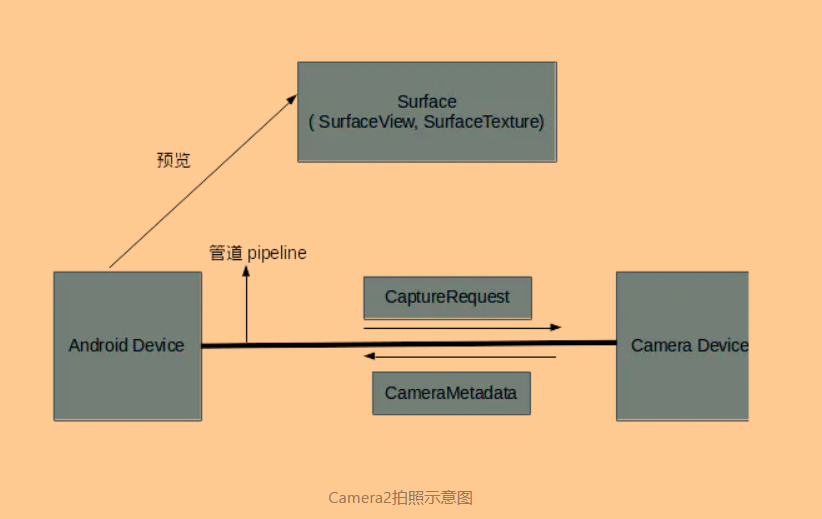 Surface
( SurfaceView, SurfaceTexture)
预览
管道 pipeline
CaptureRequest
Android Device
Camera Device
CameraMetadata
Camera2拍照示意图